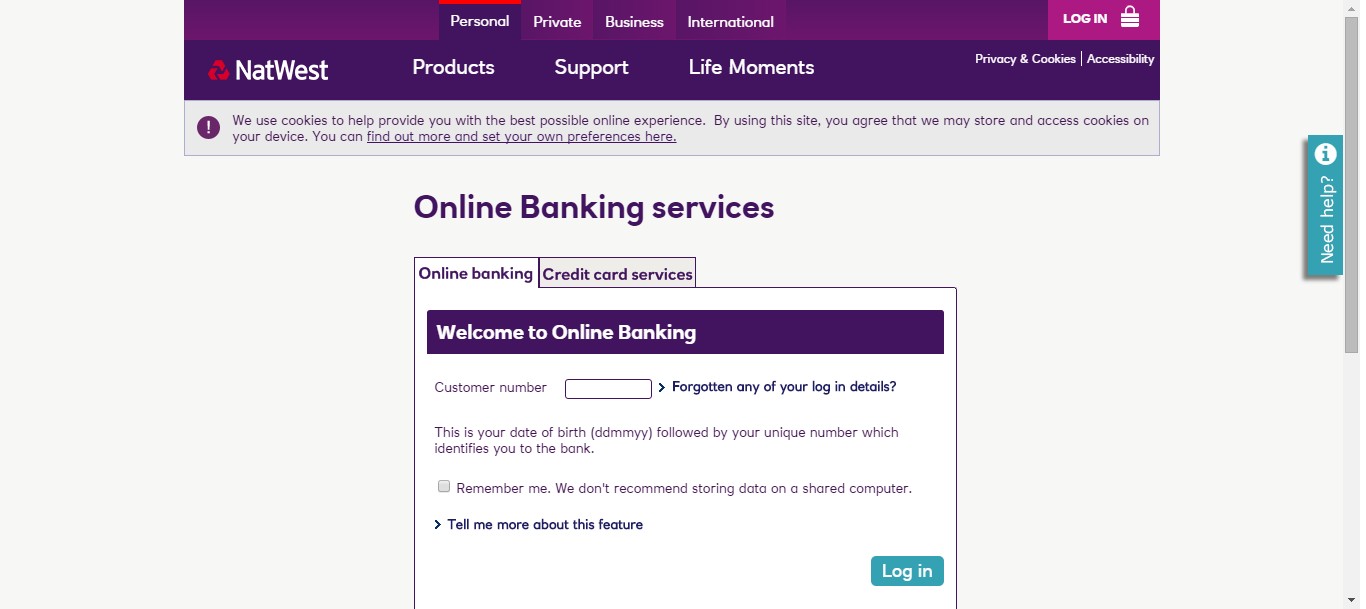 Personal Private Business International LOG IN
NatWest Products Support Life Moments Privacy & Cookies Accessibility
! We use cookies to help provide you with the best possible online experience. By using this site, you agree that we may store and access cookies on
your device. You can find out more and set your own preferences here.
Need help?
Online Banking services
Online banking Credit card services
Welcome to Online Banking
Customer number Forgotten any of your log in details?
This is your date of birth (ddmmyy) followed by your unique number which
identifies you to the bank.
Remember me. We don't recommend storing data on a shared computer.
Tell me more about this feature
Log in